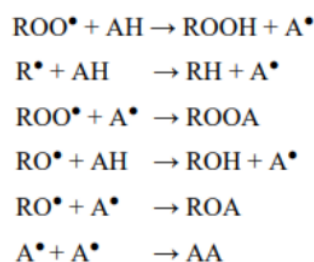 ROO• + AH → ROOH + A•
R• + AH → RH + A•
ROO• + A• → ROOA
RO• + AH → ROH + A•
RO• + A• → ROA
A• + A• → AA